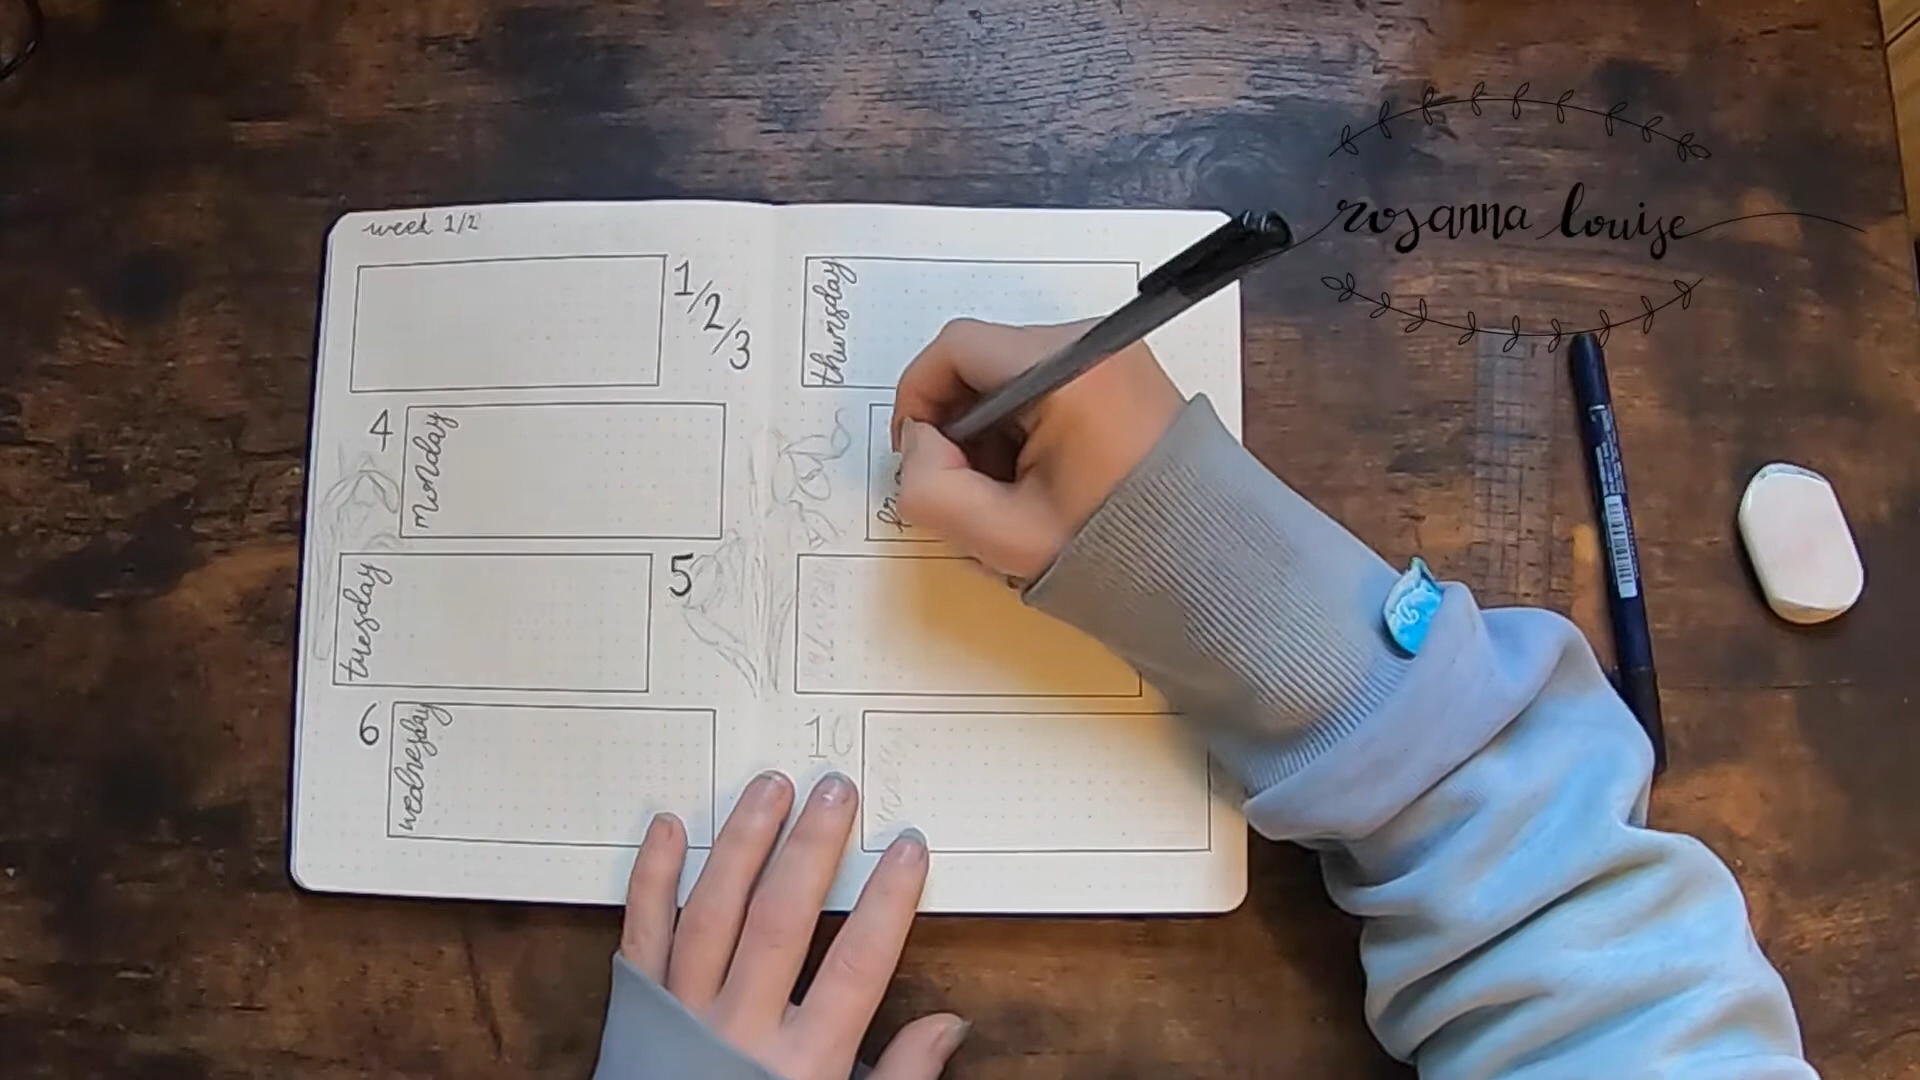 week 1/2
1/2/3
4
monday
tuesday
5
6
wednesday
thursday
10
rosanna louise